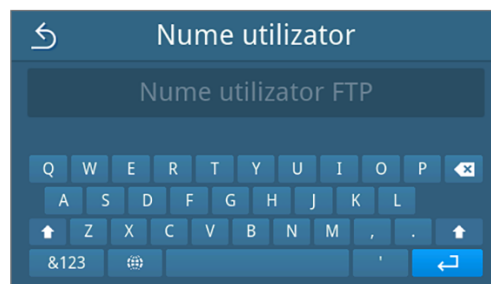 Nume utilizator
Nume utilizator FTP
Q W E R T Y U I O P
A S D F G H J K L
Z X C V B N M , .
&123 '